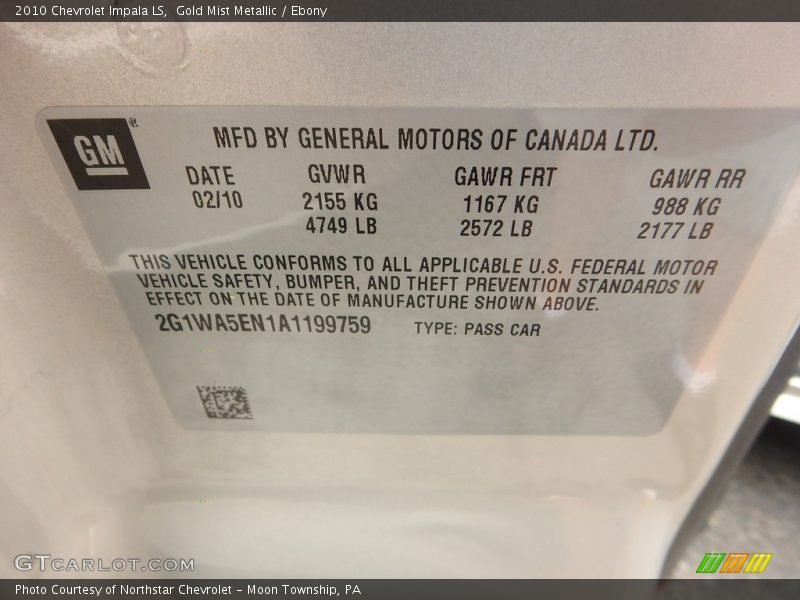 2010 Chevrolet Impala LS, Gold Mist Metallic / Ebony
GM
MFD BY GENERAL MOTORS OF CANADA LTD.
DATE GVWR GAWR FRT GAWR RR
02/10 2155 KG 1167 KG 988 KG
4749 LB 2572 LB 2177 LB
THIS VEHICLE CONFORMS TO ALL APPLICABLE U.S. FEDERAL MOTOR
VEHICLE SAFETY, BUMPER, AND THEFT PREVENTION STANDARDS IN
EFFECT ON THE DATE OF MANUFACTURE SHOWN ABOVE.
2G1WA5EN1A1199759 TYPE: PASS CAR
GTCARLOT.COM
Photo Courtesy of Northstar Chevrolet - Moon Township, PA